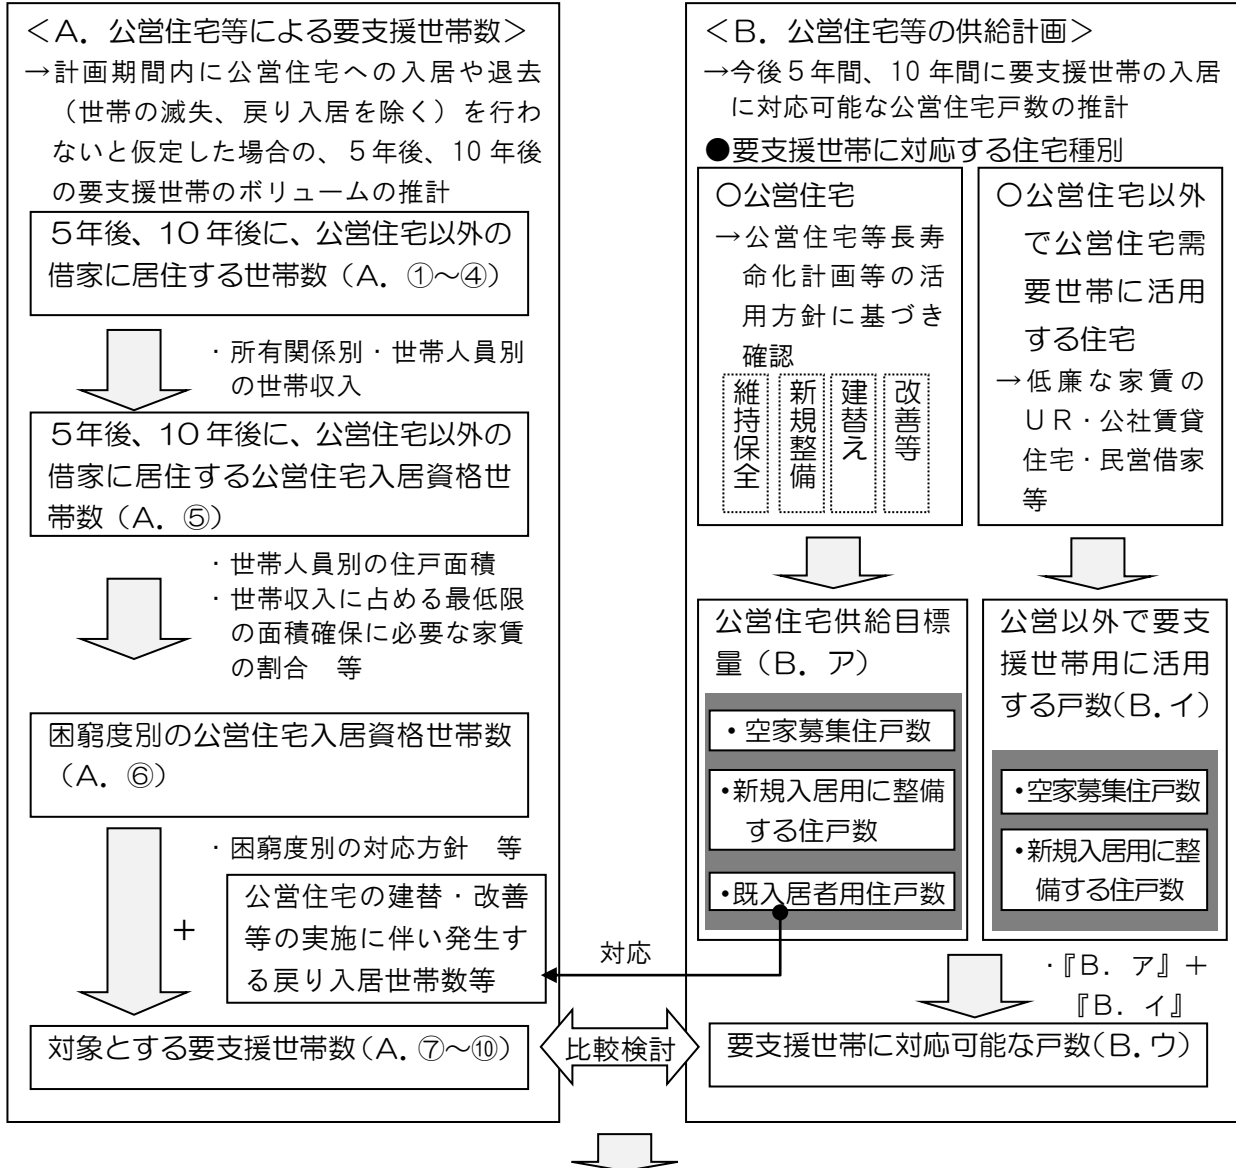 ＜Ａ．公営住宅等による要支援世帯数＞
→計画期間内に公営住宅への入居や退去
（世帯の滅失、戻り入居を除く）を行わ
ないと仮定した場合の、５年後、10 年後
の要支援世帯のボリュームの推計
５年後、１０年後に、公営住宅以外の
借家に居住する世帯数（Ａ．①～④）
・所有関係別・世帯人員別
の世帯収入
５年後、１０年後に、公営住宅以外の
借家に居住する公営住宅入居資格世
帯数（Ａ．⑤）
・世帯人員別の住戸面積
・世帯収入に占める最低限
の面積確保に必要な家賃
の割合　等
困窮度別の公営住宅入居資格世帯数
（Ａ．⑥）
・困窮度別の対応方針　等
＋
公営住宅の建替・改善
等の実施に伴い発生す
る戻り入居世帯数等
対象とする要支援世帯数（Ａ．⑦～⑩）
対応
比較検討
＜Ｂ．公営住宅等の供給計画＞
→今後５年間、10 年間に要支援世帯の入居
に対応可能な公営住宅戸数の推計
●要支援世帯に対応する住宅種別
〇公営住宅
→公営住宅等長寿
命化計画等の活
用方針に基づき
確認
維持保全
新規整備
建替え
改善等
〇公営住宅以外
で公営住宅需
要世帯に活用
する住宅
→低廉な家賃の
ＵＲ・公社賃貸
住宅・民営借家
等
公営住宅供給目標
量（Ｂ．ア）
・空家募集住戸数
・新規入居用に整備
する住戸数
・既入居者用住戸数
公営以外で要支
援世帯用に活用
する戸数（Ｂ．イ）
・空家募集住戸数
・新規入居用に整
備する住戸数
・『Ｂ．ア』＋
『Ｂ．イ』
要支援世帯に対応可能な戸数（Ｂ．ウ）